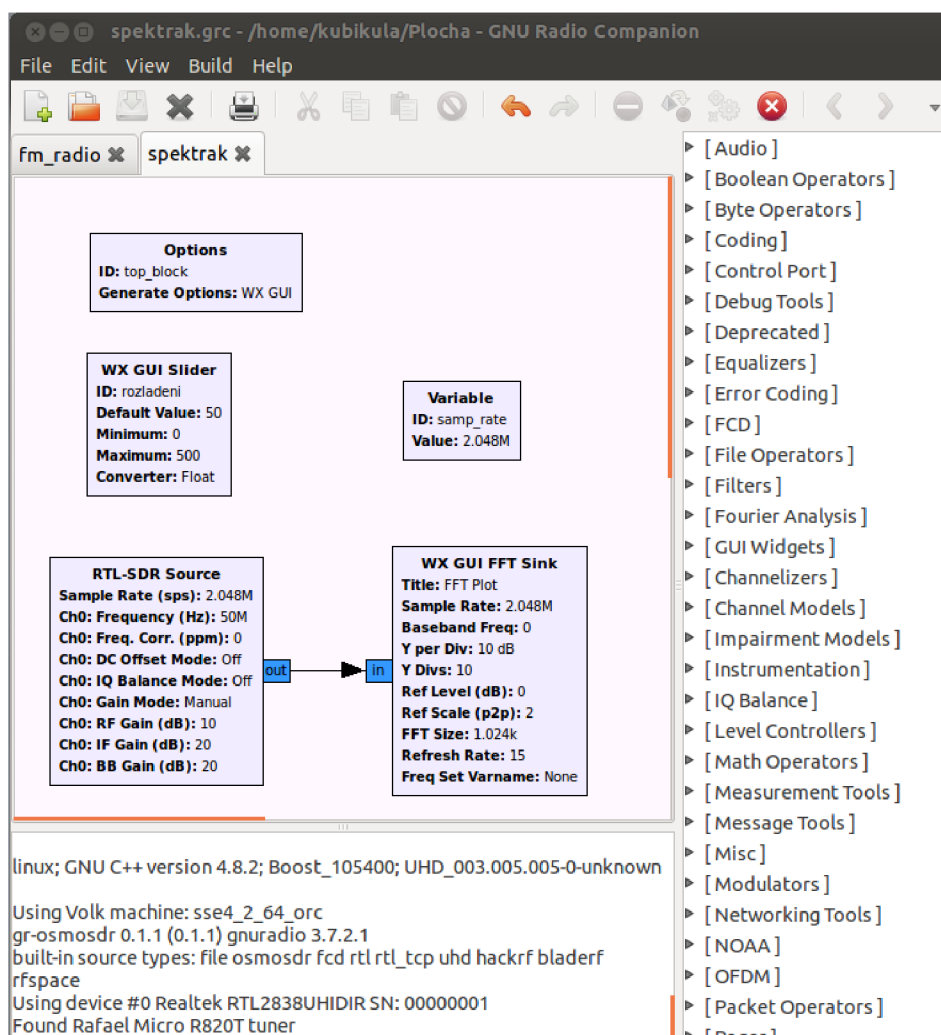 spektrak.grc - /home/kubikula/Plocha - GNU Radio Companion
File Edit View Build Help
fm_radio
spektrak
Options
ID: top_block
Generate Options: WX GUI
WX GUI Slider
ID: rozladeni
Default Value: 50
Minimum: 0
Maximum: 500
Converter: Float
Variable
ID: samp_rate
Value: 2.048M
RTL-SDR Source
Sample Rate (sps): 2.048M
Ch0: Frequency (Hz): 50M
Ch0: Freq. Corr. (ppm): 0
Ch0: DC Offset Mode: Off
Ch0: IQ Balance Mode: Off
Ch0: Gain Mode: Manual
Ch0: RF Gain (dB): 10
Ch0: IF Gain (dB): 20
Ch0: BB Gain (dB): 20
out
in
WX GUI FFT Sink
Title: FFT Plot
Sample Rate: 2.048M
Baseband Freq: 0
Y per Div: 10 dB
Y Divs: 10
Ref Level (dB): 0
Ref Scale (p2p): 2
FFT Size: 1.024k
Refresh Rate: 15
Freq Set Varname: None
linux; GNU C++ version 4.8.2; Boost_105400; UHD_003.005.005-0-unknown
Using Volk machine: sse4_2_64_orc
gr-osmosdr 0.1.1 (0.1.1) gnuradio 3.7.2.1
built-in source types: file osmosdr fcd rtl rtl_tcp uhd hackrf bladerf
rfspace
Using device #0 Realtek RTL2838UHIDIR SN: 00000001
Found Rafael Micro R820T tuner
[ Audio ]
[ Boolean Operators ]
[ Byte Operators ]
[ Coding ]
[ Control Port ]
[ Debug Tools ]
[ Deprecated ]
[ Equalizers ]
[ Error Coding ]
[ FCD ]
[ File Operators ]
[ Filters ]
[ Fourier Analysis ]
[ GUI Widgets ]
[ Channelizers ]
[ Channel Models ]
[ Impairment Models ]
[ Instrumentation ]
[ IQ Balance ]
[ Level Controllers ]
[ Math Operators ]
[ Measurement Tools ]
[ Message Tools ]
[ Misc ]
[ Modulators ]
[ Networking Tools ]
[ NOAA ]
[ OFDM ]
[ Packet Operators ]